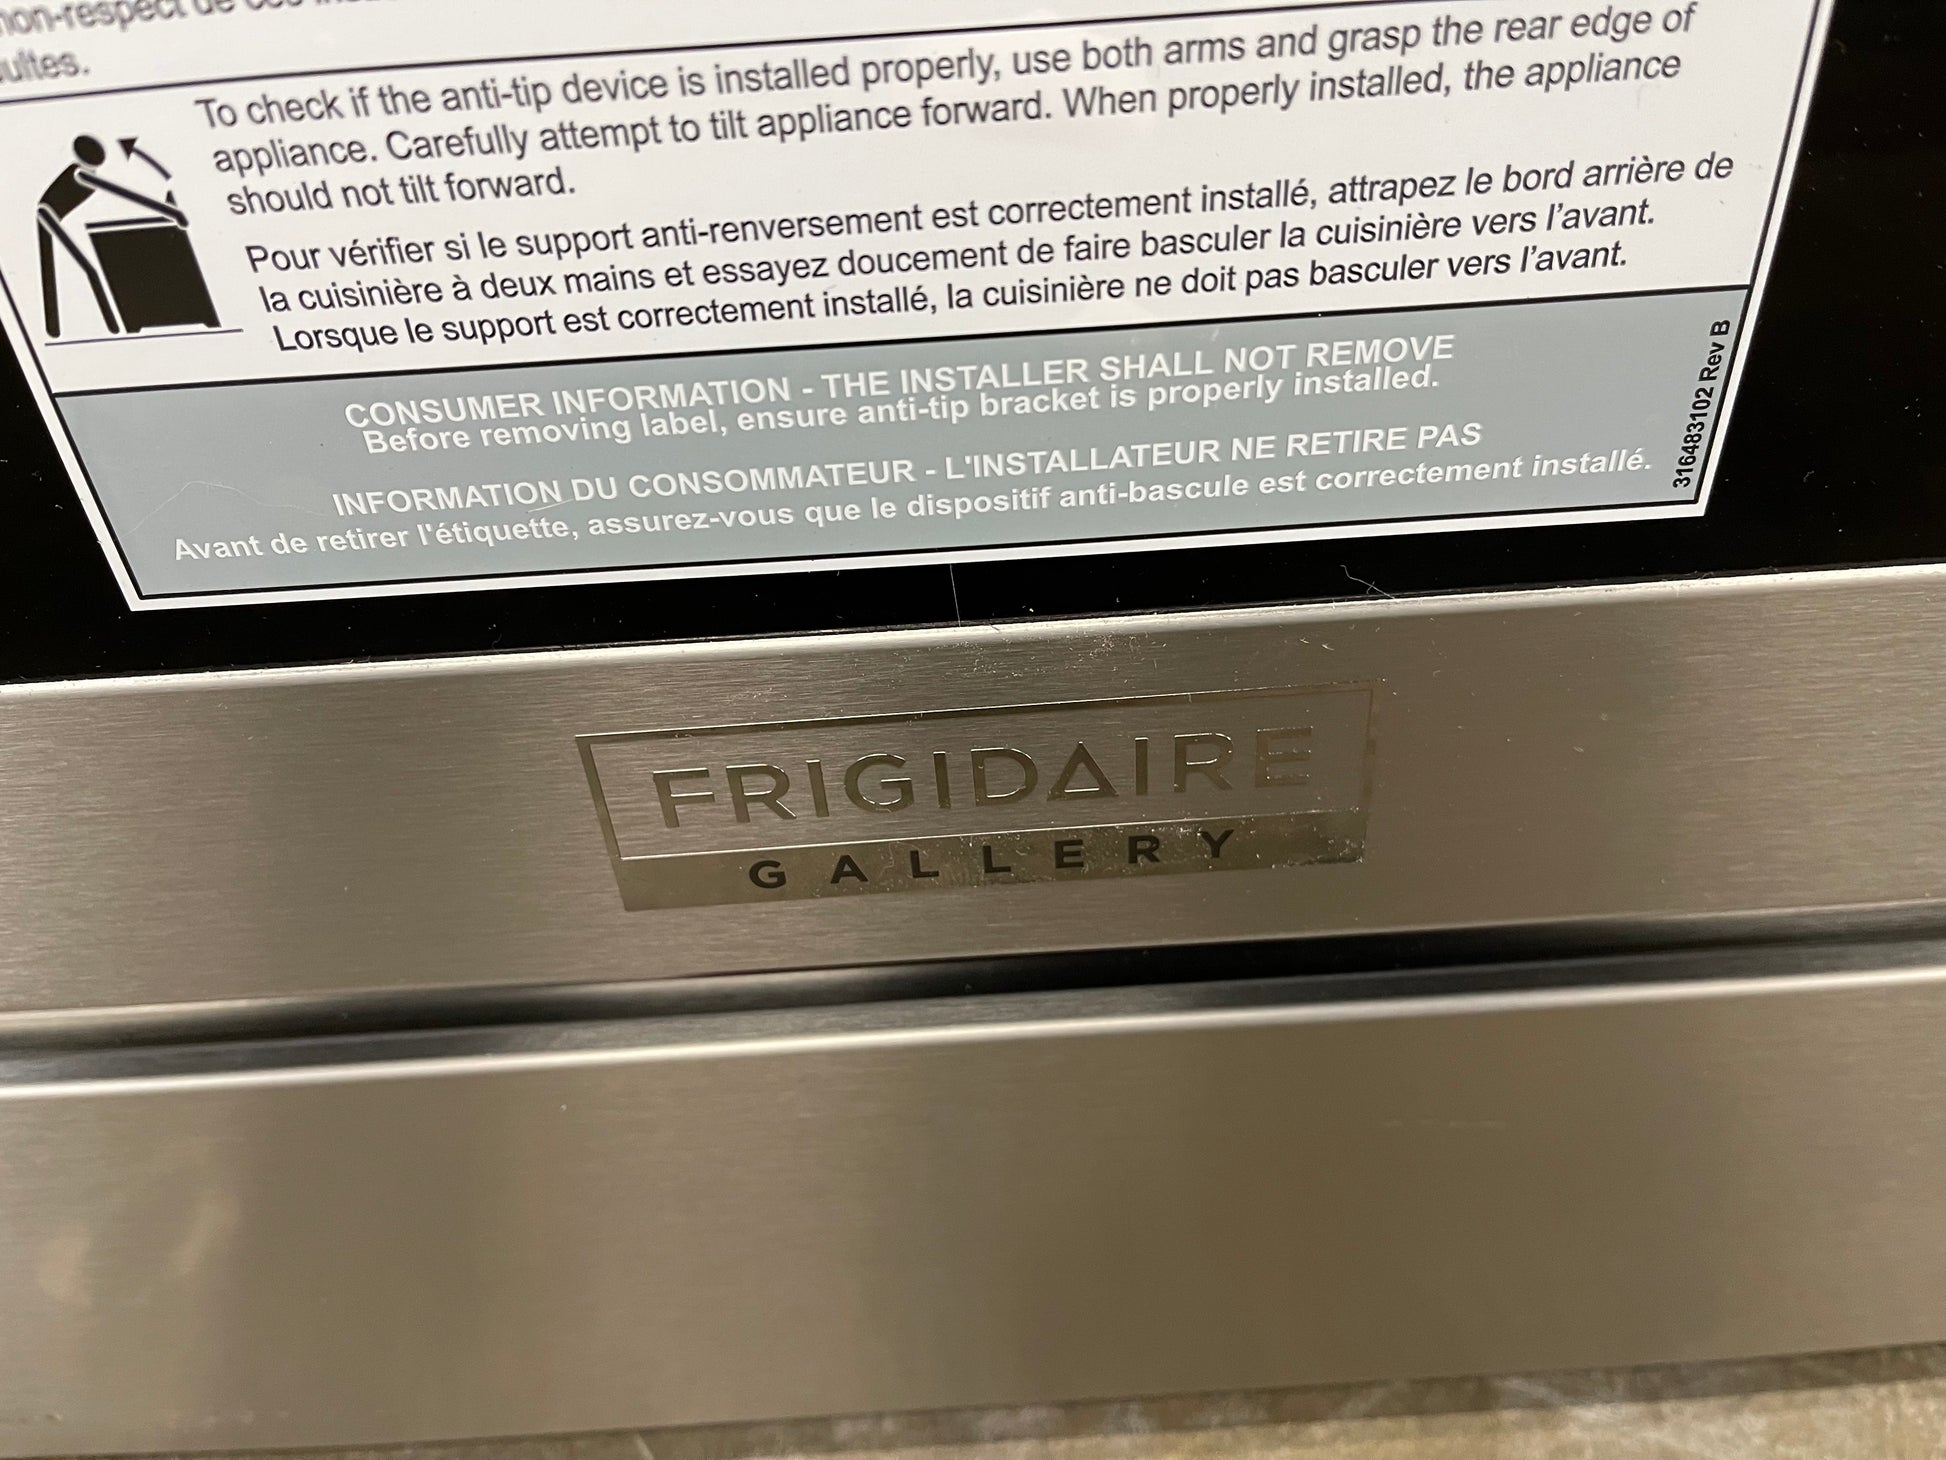 non-respect de ces
To check if the anti-tip device is installed properly, use both arms and grasp the rear edge of
appliance. Carefully attempt to tilt appliance forward. When properly installed, the appliance
should not tilt forward.
Pour vérifier si le support anti-renversement est correctement installé, attrapez le bord arrière de
la cuisinière à deux mains et essayez doucement de faire basculer la cuisinière vers l'avant.
Lorsque le support est correctement installé, la cuisinière ne doit pas basculer vers l'avant.
CONSUMER INFORMATION - THE INSTALLER SHALL NOT REMOVE
Before removing label, ensure anti-tip bracket is properly installed.
INFORMATION DU CONSOMMATEUR - L'INSTALLATEUR NE RETIRE PAS
Avant de retirer l'étiquette, assurez-vous que le dispositif anti-bascule est correctement installé.
316483102 Rev B
FRIGIDAIRE
GALLERY